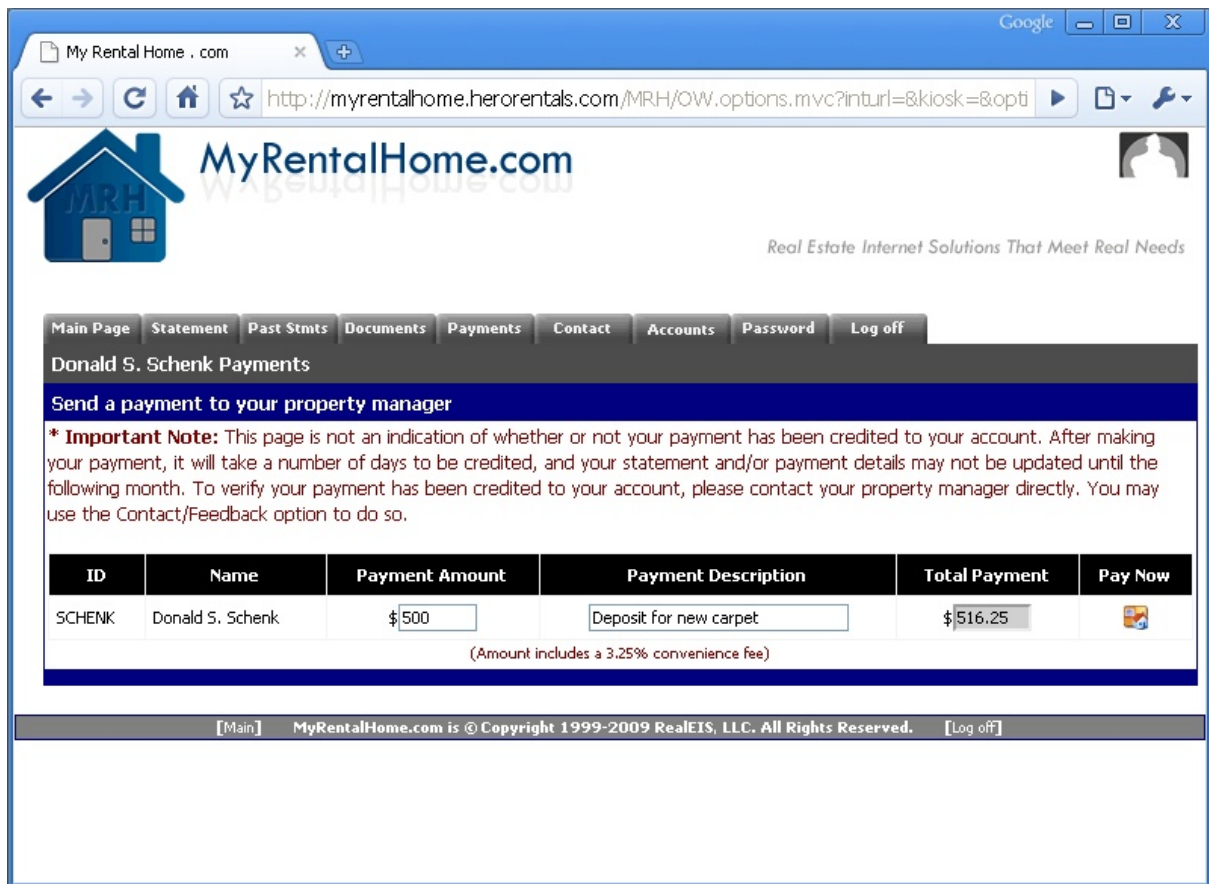 Google
My Rental Home . com
http://myrentalhome.herorentals.com/MRH/OW.options.mvc?inturl=&kiosk=&opti
MRH
MyRentalHome.com
Real Estate Internet Solutions That Meet Real Needs
Main Page Statement Past Stmts Documents Payments Contact Accounts Password Log off
Donald S. Schenk Payments
Send a payment to your property manager
* Important Note: This page is not an indication of whether or not your payment has been credited to your account. After making
your payment, it will take a number of days to be credited, and your statement and/or payment details may not be updated until the
following month. To verify your payment has been credited to your account, please contact your property manager directly. You may
use the Contact/Feedback option to do so.
ID Name Payment Amount Payment Description Total Payment Pay Now
SCHENK Donald S. Schenk $ 500 Deposit for new carpet $ 516.25
(Amount includes a 3.25% convenience fee)
[Main] MyRentalHome.com is © Copyright 1999-2009 RealEIS, LLC. All Rights Reserved. [Log off]